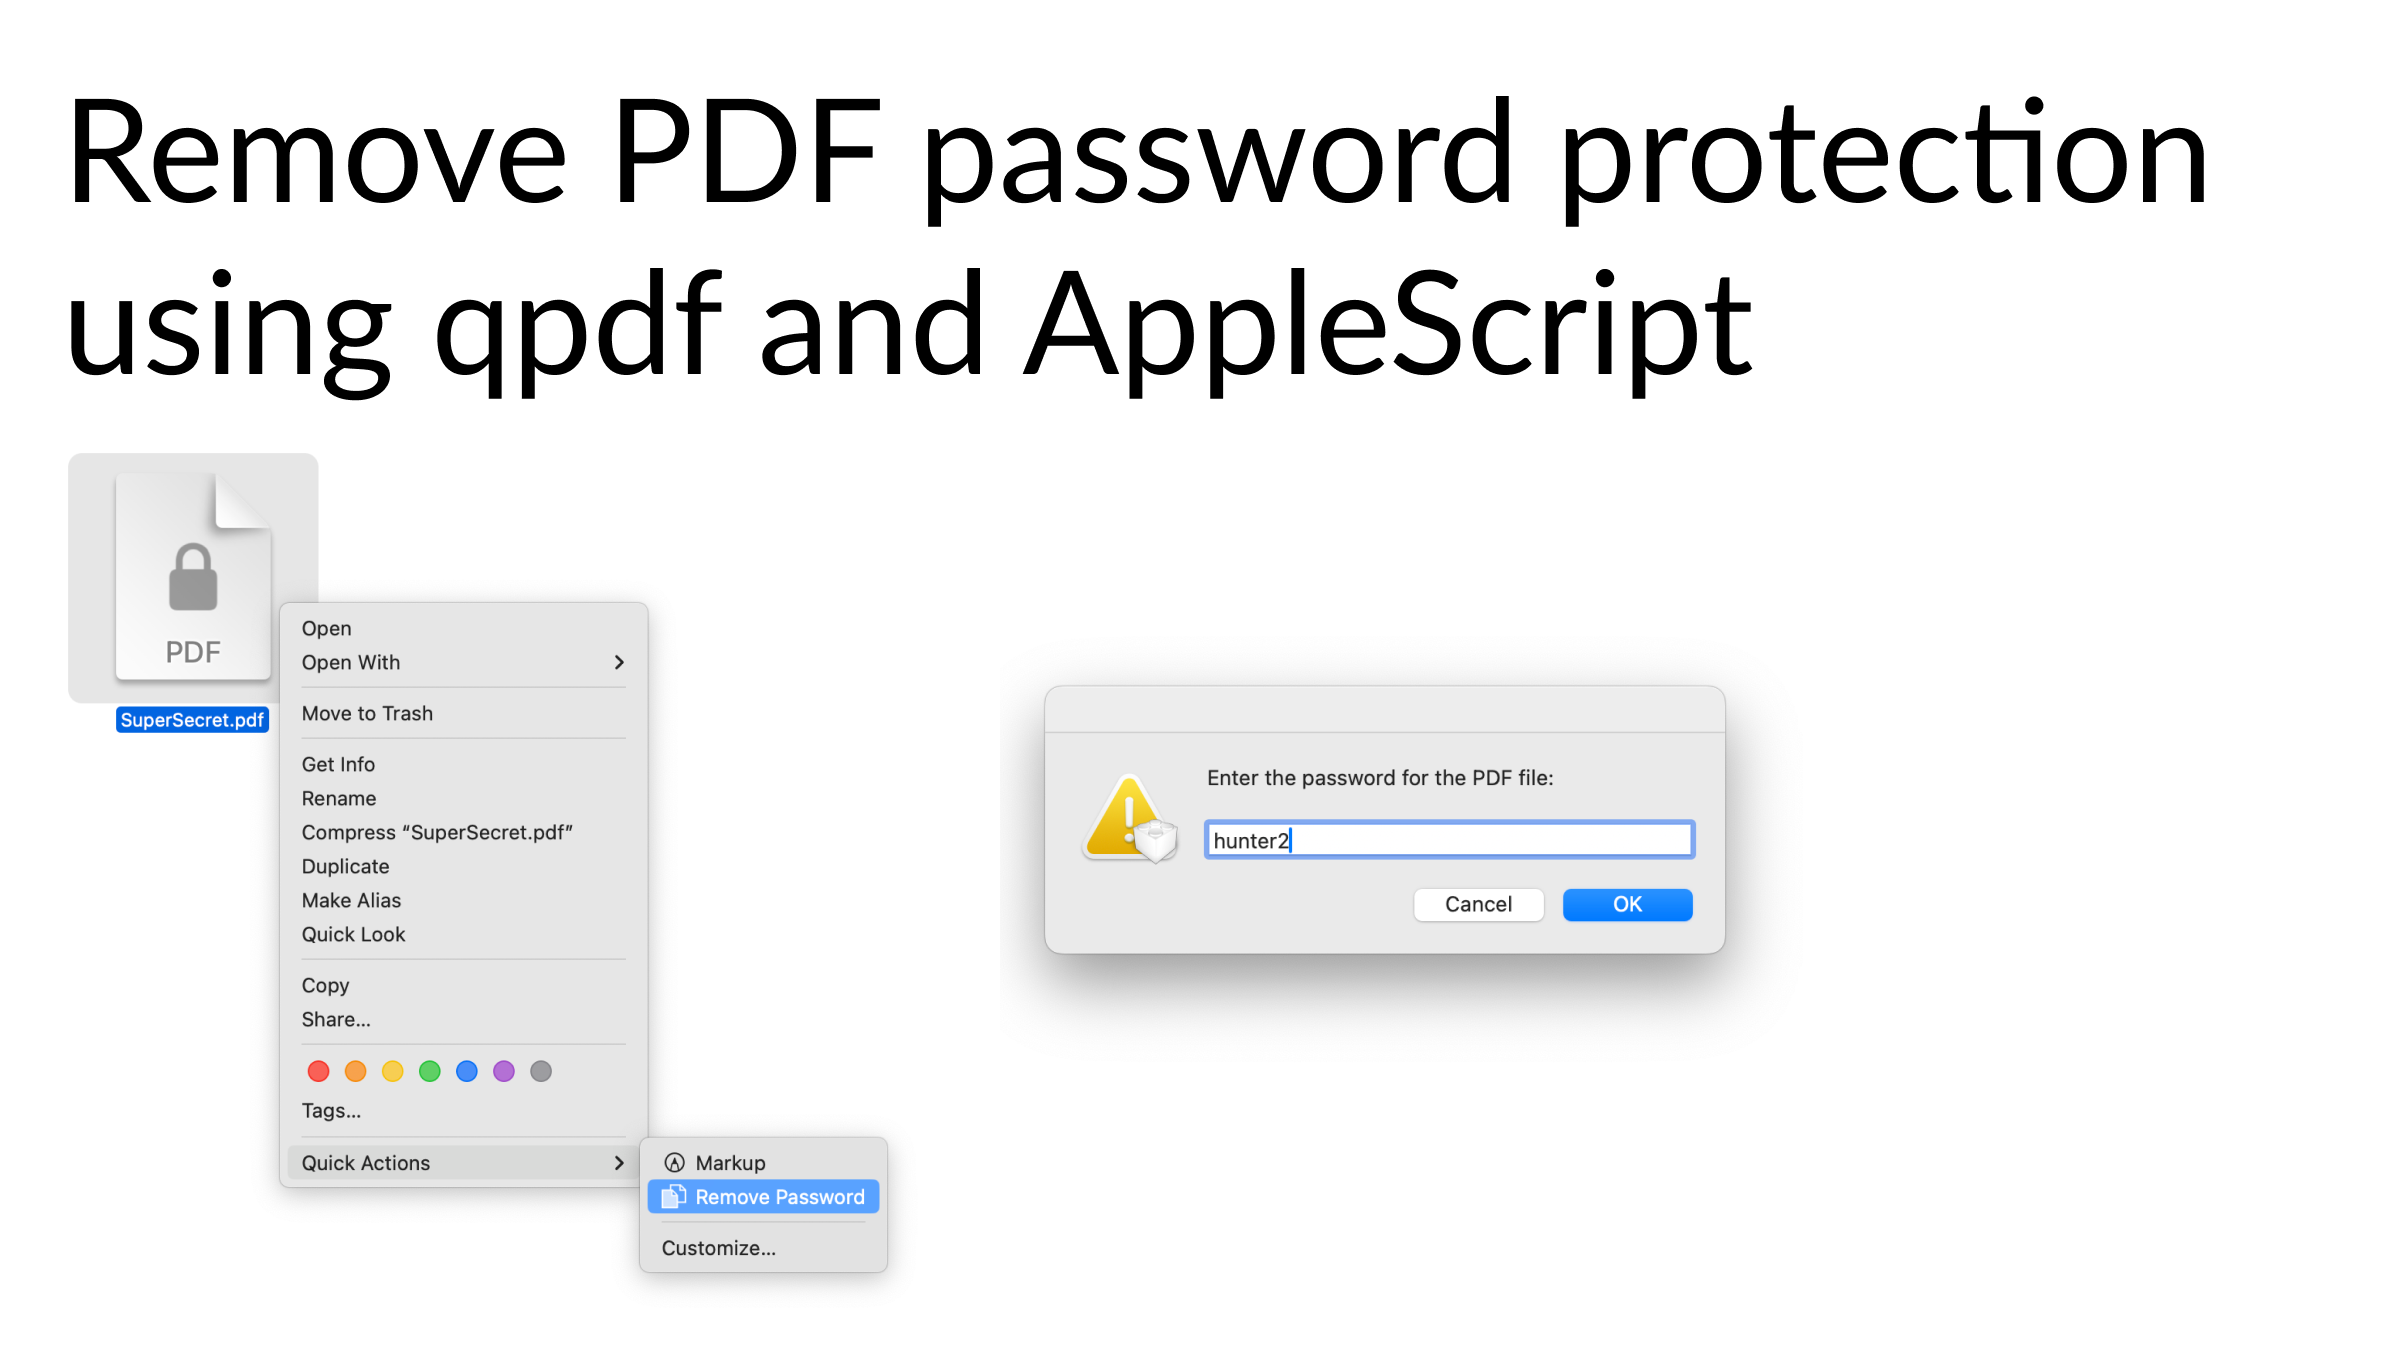 Remove PDF password protection
using qpdf and AppleScript
PDF
SuperSecret.pdf
Open
Open With
Move to Trash
Get Info
Rename
Compress “SuperSecret.pdf”
Duplicate
Make Alias
Quick Look
Copy
Share...
Tags...
Quick Actions
Markup
Remove Password
Customize...
Enter the password for the PDF file:
hunter2
Cancel
OK